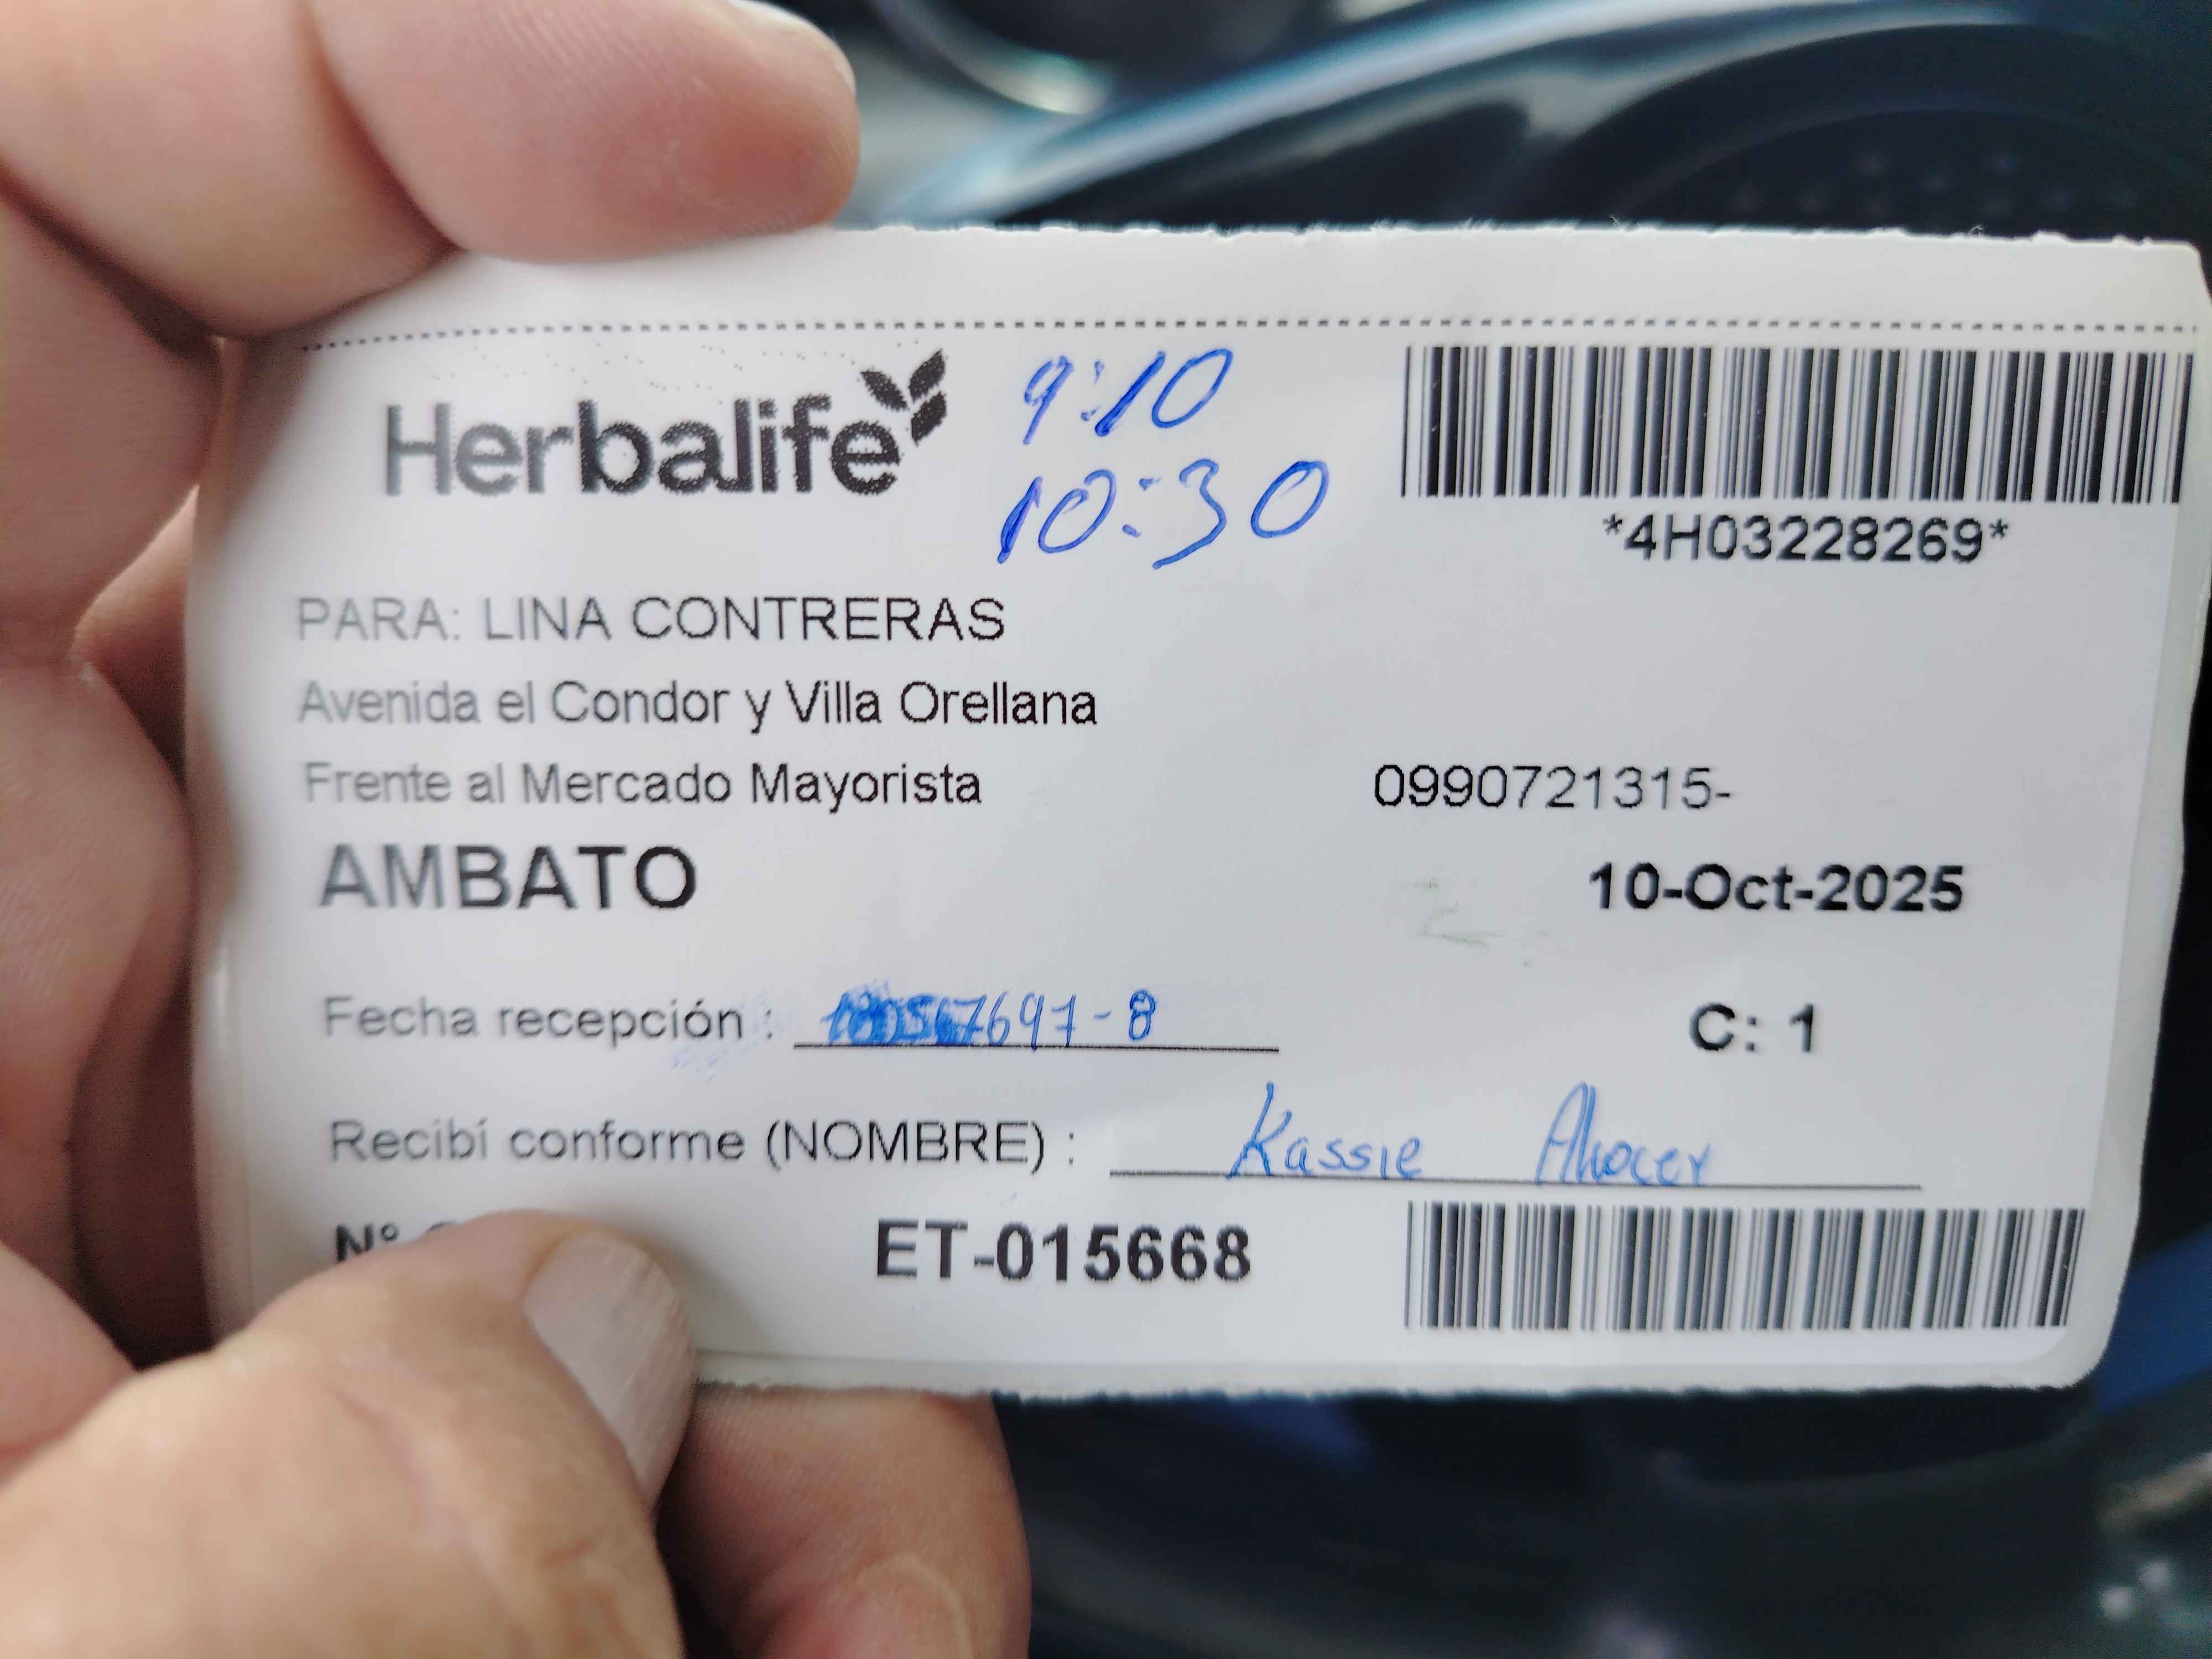 Herbalife
9:10
10:30
*4H03228269*
PARA: LINA CONTRERAS
Avenida el Condor y Villa Orellana
Frente al Mercado Mayorista
0990721315-
AMBATO
10-Oct-2025
Fecha recepción :
C: 1
Recibí conforme (NOMBRE) : Kassie
N°
ET-015668